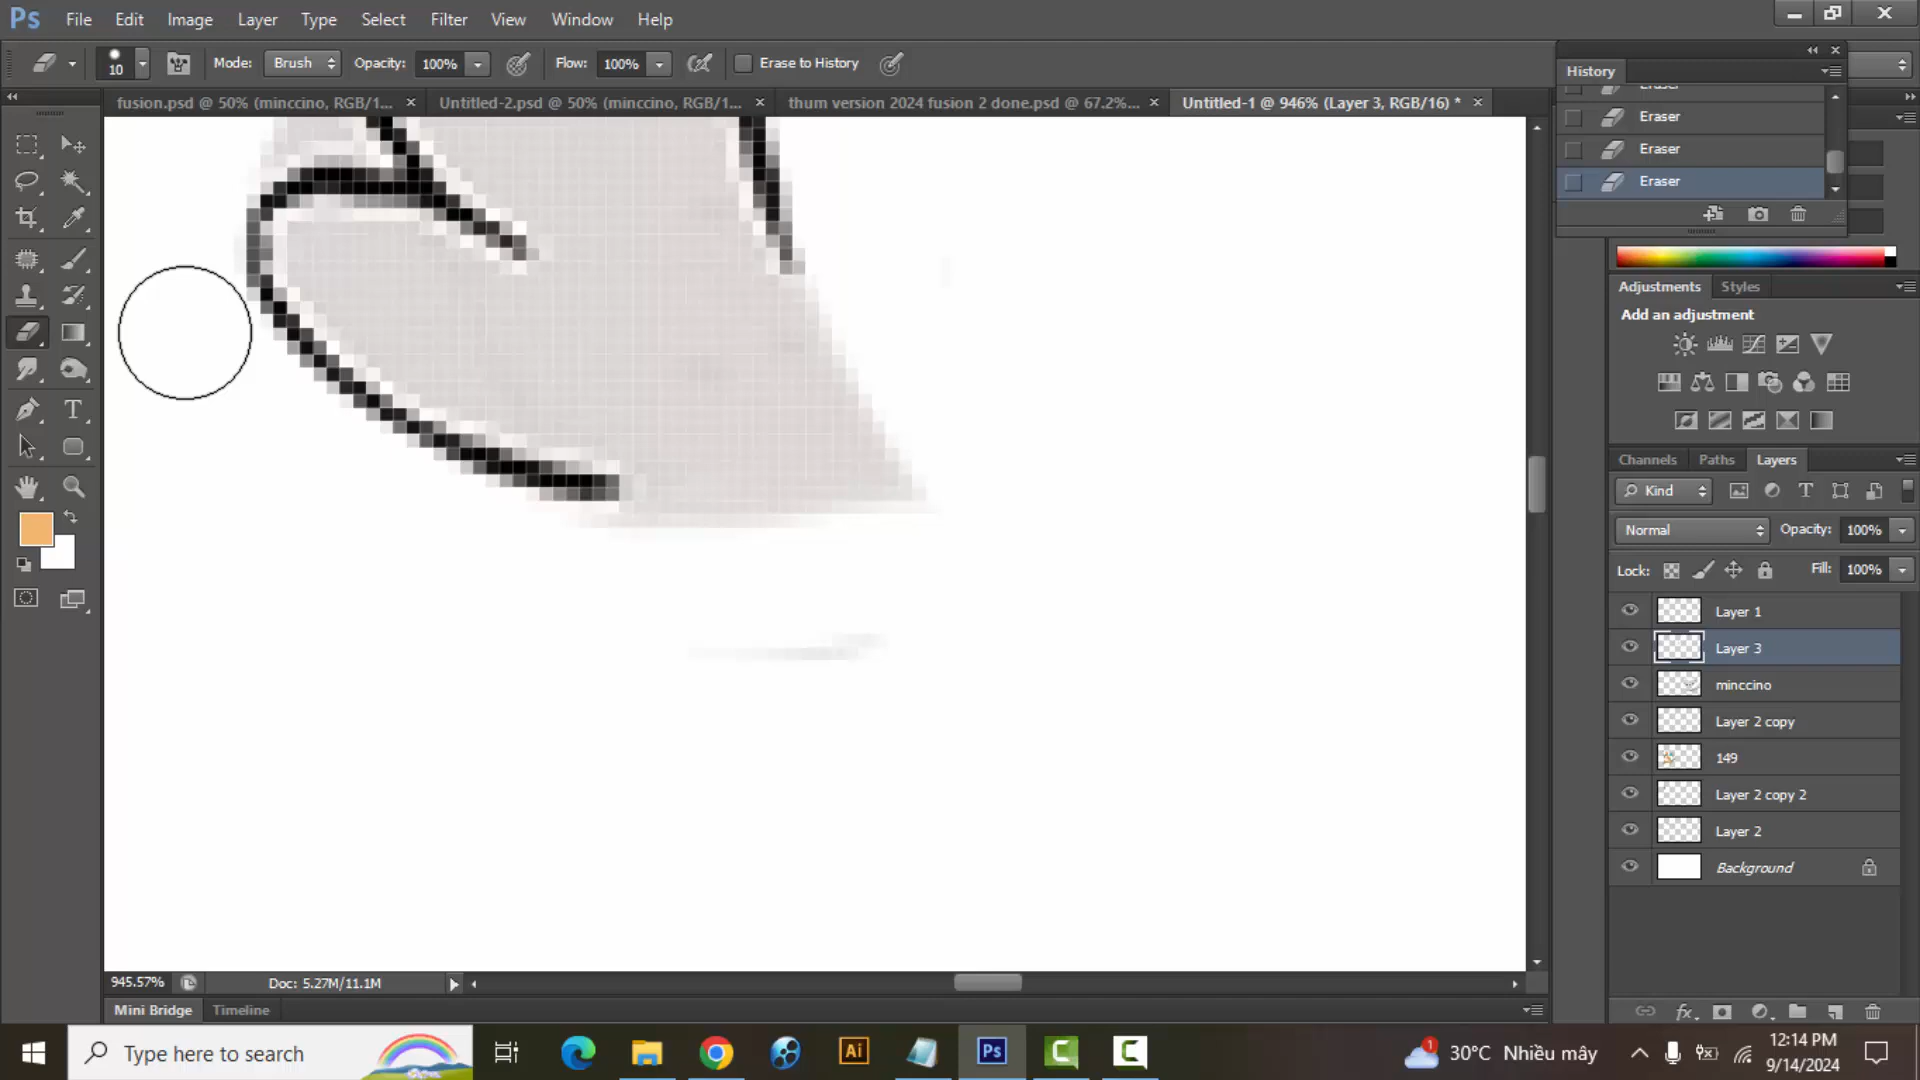 Ps File Edit Image Layer Type Select Filter View Window Help
10 Mode: Brush Opacity: 100% Flow: 100% Erase to History
fusion.psd @ 50% (minccino, RGB/1... Untitled-2.psd @ 50% (minccino, RGB/1... thum version 2024 fusion 2 done.psd @ 67.2%... Untitled-1 @ 946% (Layer 3, RGB/16) *
History
Eraser
Eraser
Eraser
Eraser
Adjustments Styles
Add an adjustment
Channels Paths Layers
Kind
Normal Opacity: 100%
Lock: Fill: 100%
Layer 1
Layer 3
minccino
Layer 2 copy
149
Layer 2 copy 2
Layer 2
Background
945.57% Doc: 5.27M/11.1M
Mini Bridge Timeline
Type here to search
Ai
Ps
1
30°C Nhiều mây
12:14 PM
9/14/2024